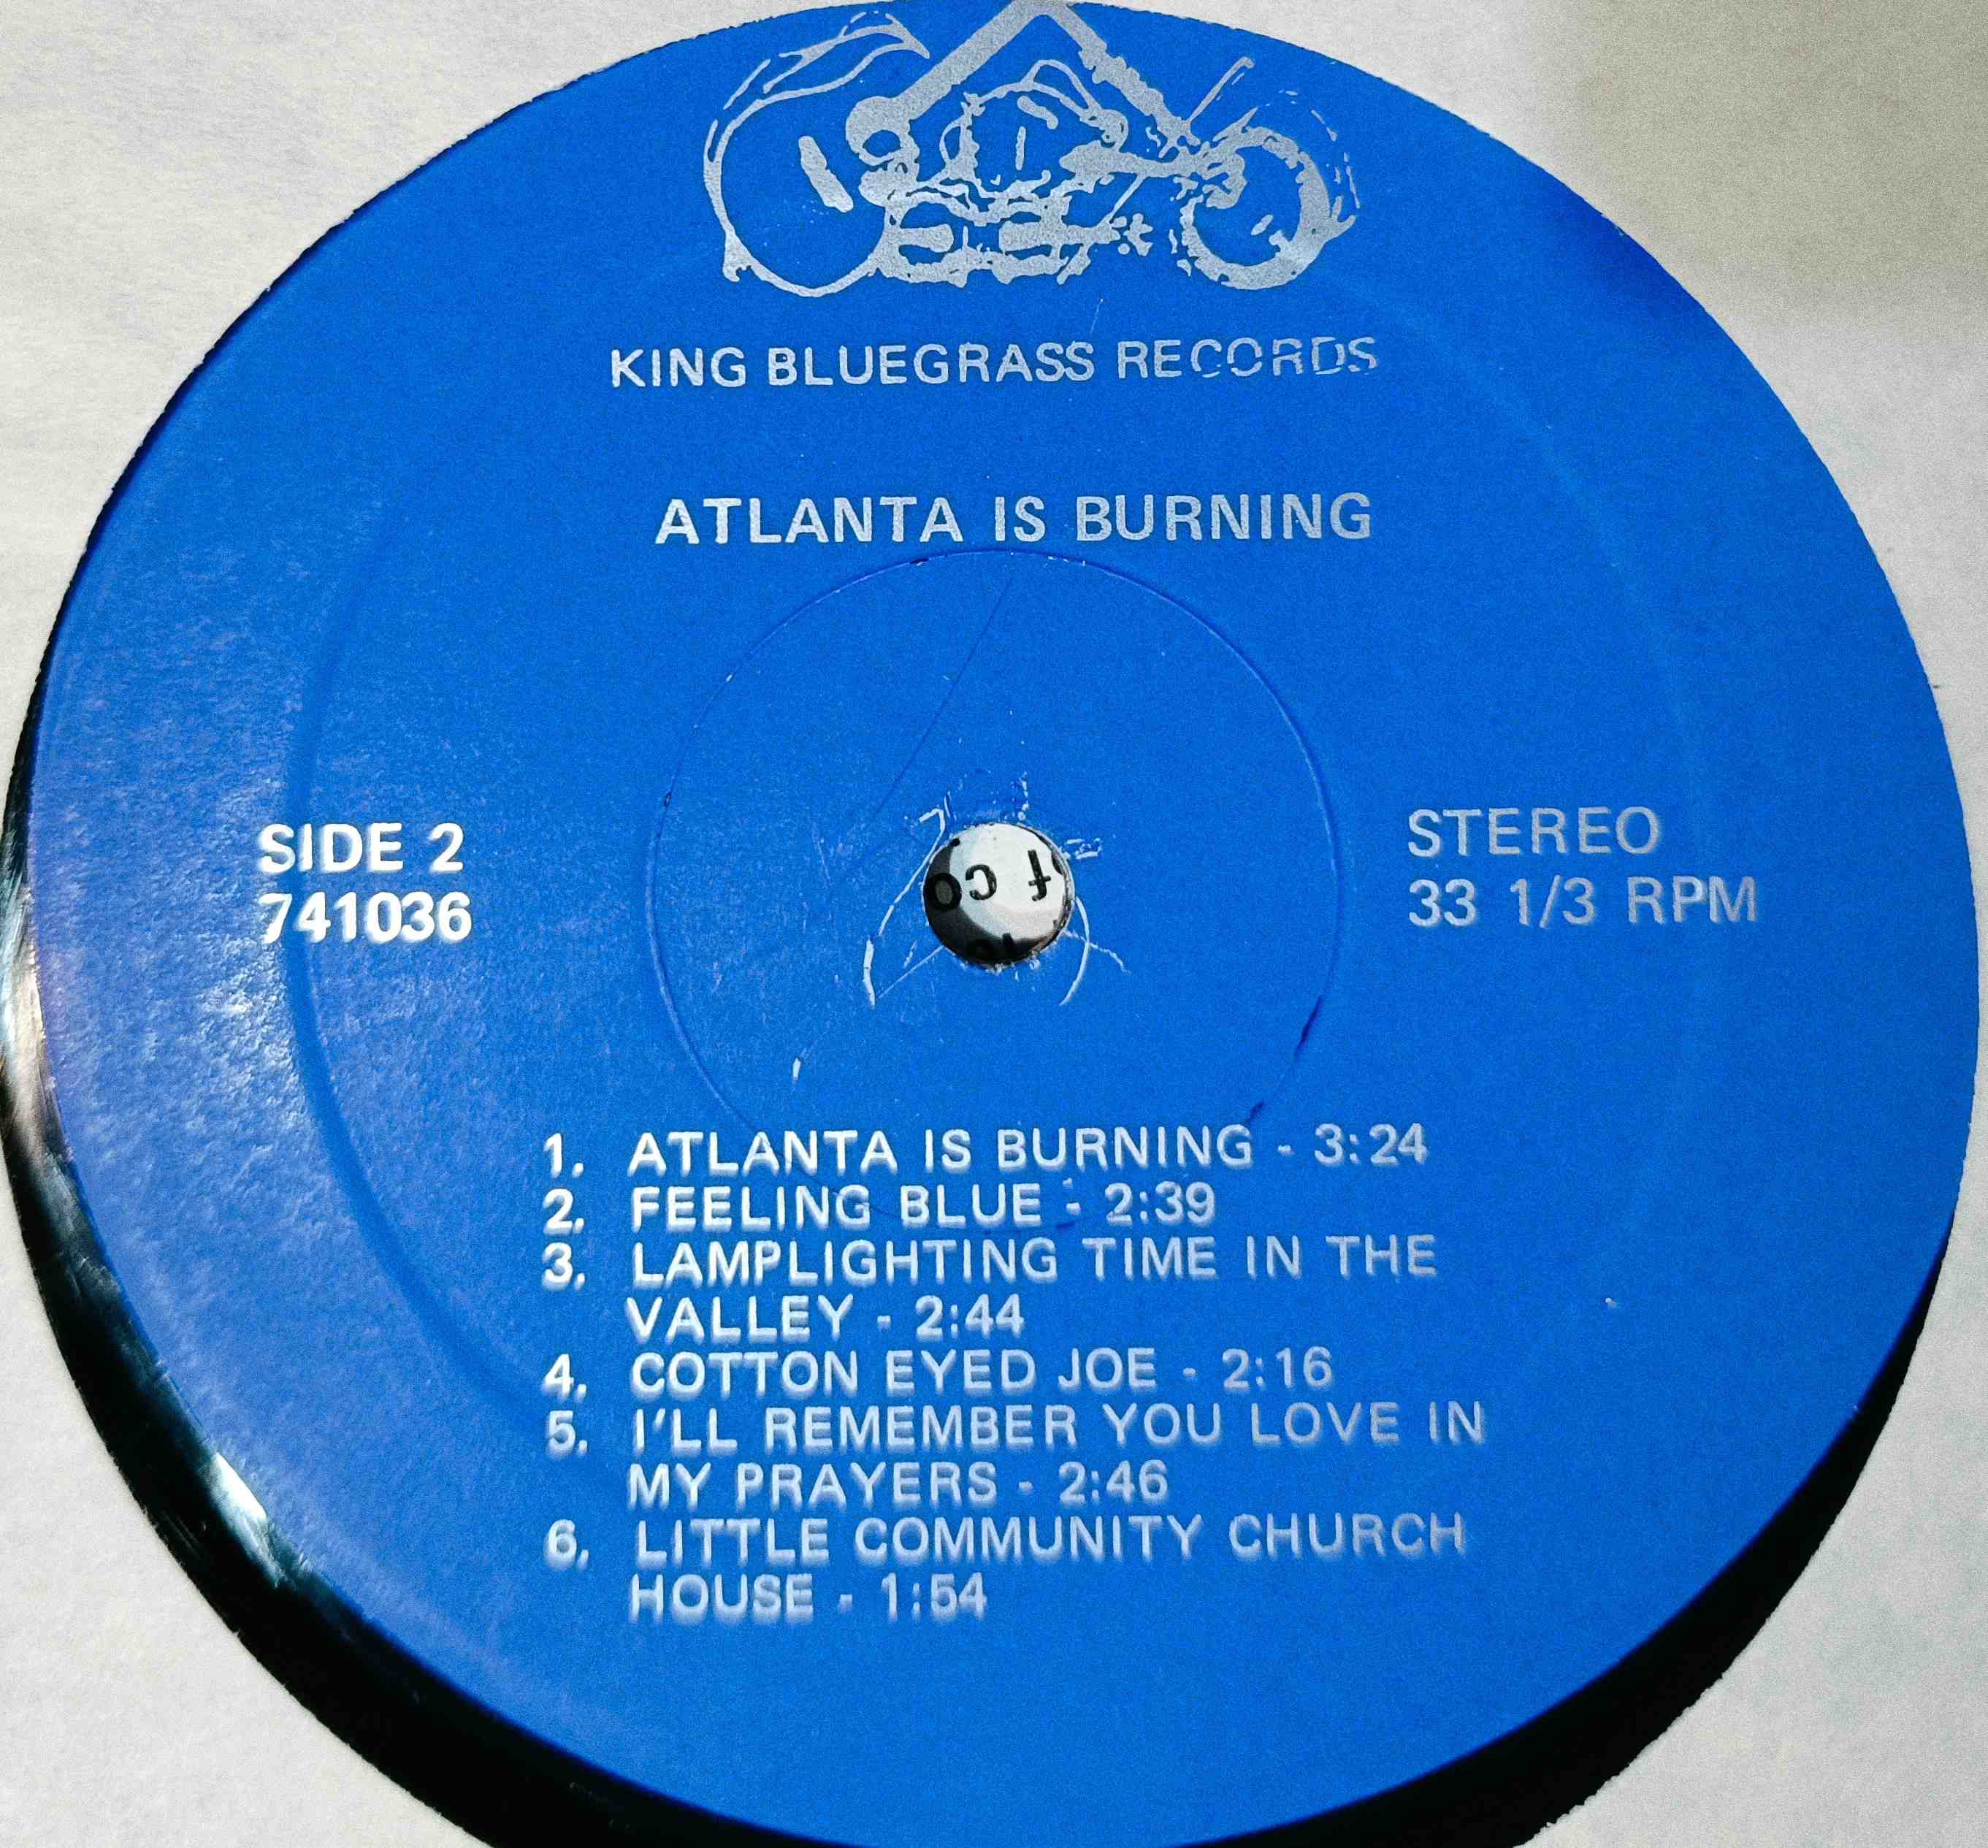 KING BLUEGRASS RECORDS
ATLANTA IS BURNING
SIDE 2
741036
STEREO
33 1/3 RPM
1. ATLANTA IS BURNING - 3:24
2. FEELING BLUE - 2:39
3. LAMPLIGHTING TIME IN THE
VALLEY - 2:44
4. COTTON EYED JOE - 2:16
5. I'LL REMEMBER YOU LOVE IN
MY PRAYERS - 2:46
6. LITTLE COMMUNITY CHURCH
HOUSE - 1:54